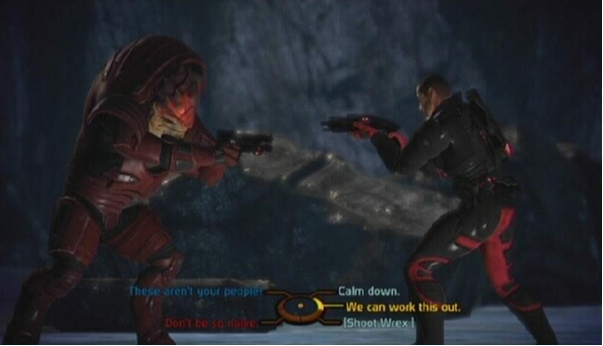 These aren't your people!
Calm down.
We can work this out.
Don't be so naive.
[Shoot Wrex.]